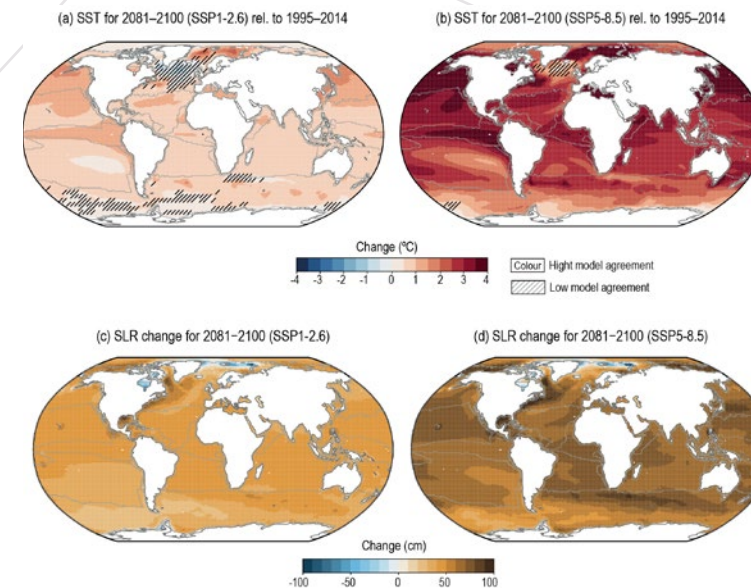 (a) SST for 2081–2100 (SSP1-2.6) rel. to 1995–2014
(b) SST for 2081–2100 (SSP5-8.5) rel. to 1995–2014
Change (ºC)
-4 -3 -2 -1 0 1 2 3 4
Colour Hight model agreement
Low model agreement
(c) SLR change for 2081−2100 (SSP1-2.6)
(d) SLR change for 2081−2100 (SSP5-8.5)
Change (cm)
-100 -50 0 50 100